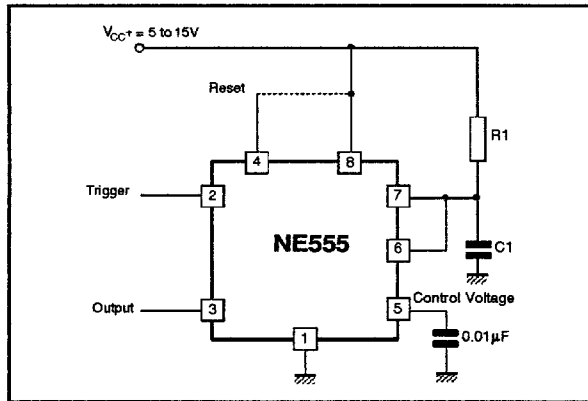 VCC+ = 5 to 15V
Reset
R1
4
8
Trigger
2
7
NE555
6
C1
Output
3
5
Control Voltage
1
0.01µF